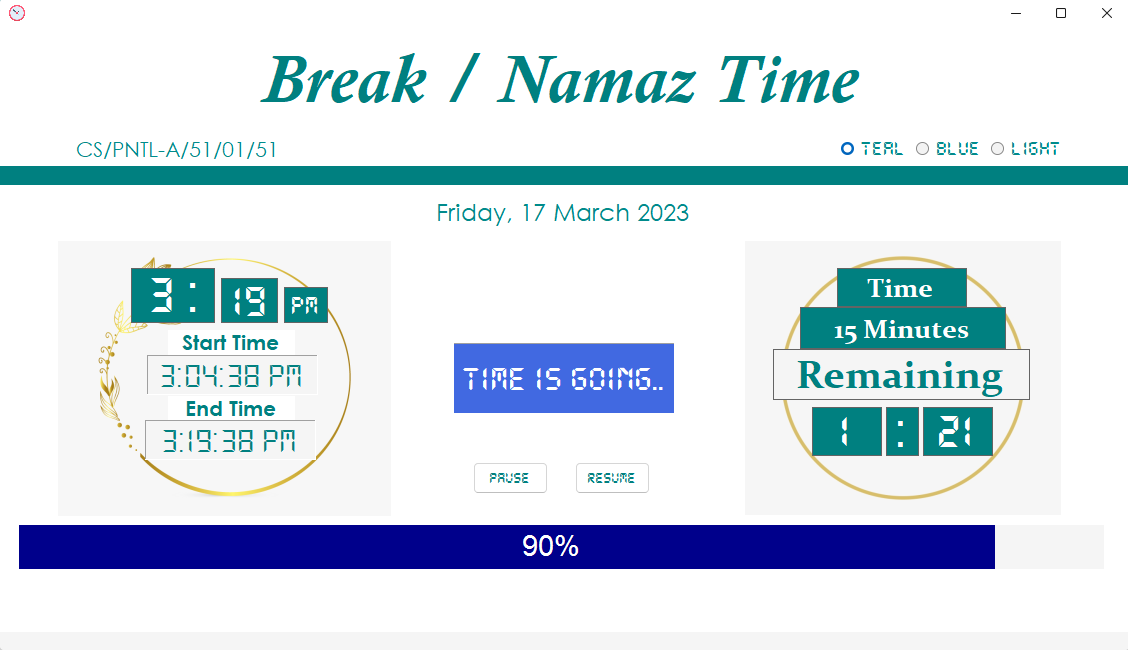 Break / Namaz Time
CS/PNTL-A/51/01/51
TEAL BLUE LIGHT
Friday, 17 March 2023
3 : 19 PM
Start Time
3:04:38 PM
End Time
3:19:38 PM
TIME IS GOING..
PAUSE RESUME
Time
15 Minutes
Remaining
1 : 21
90%